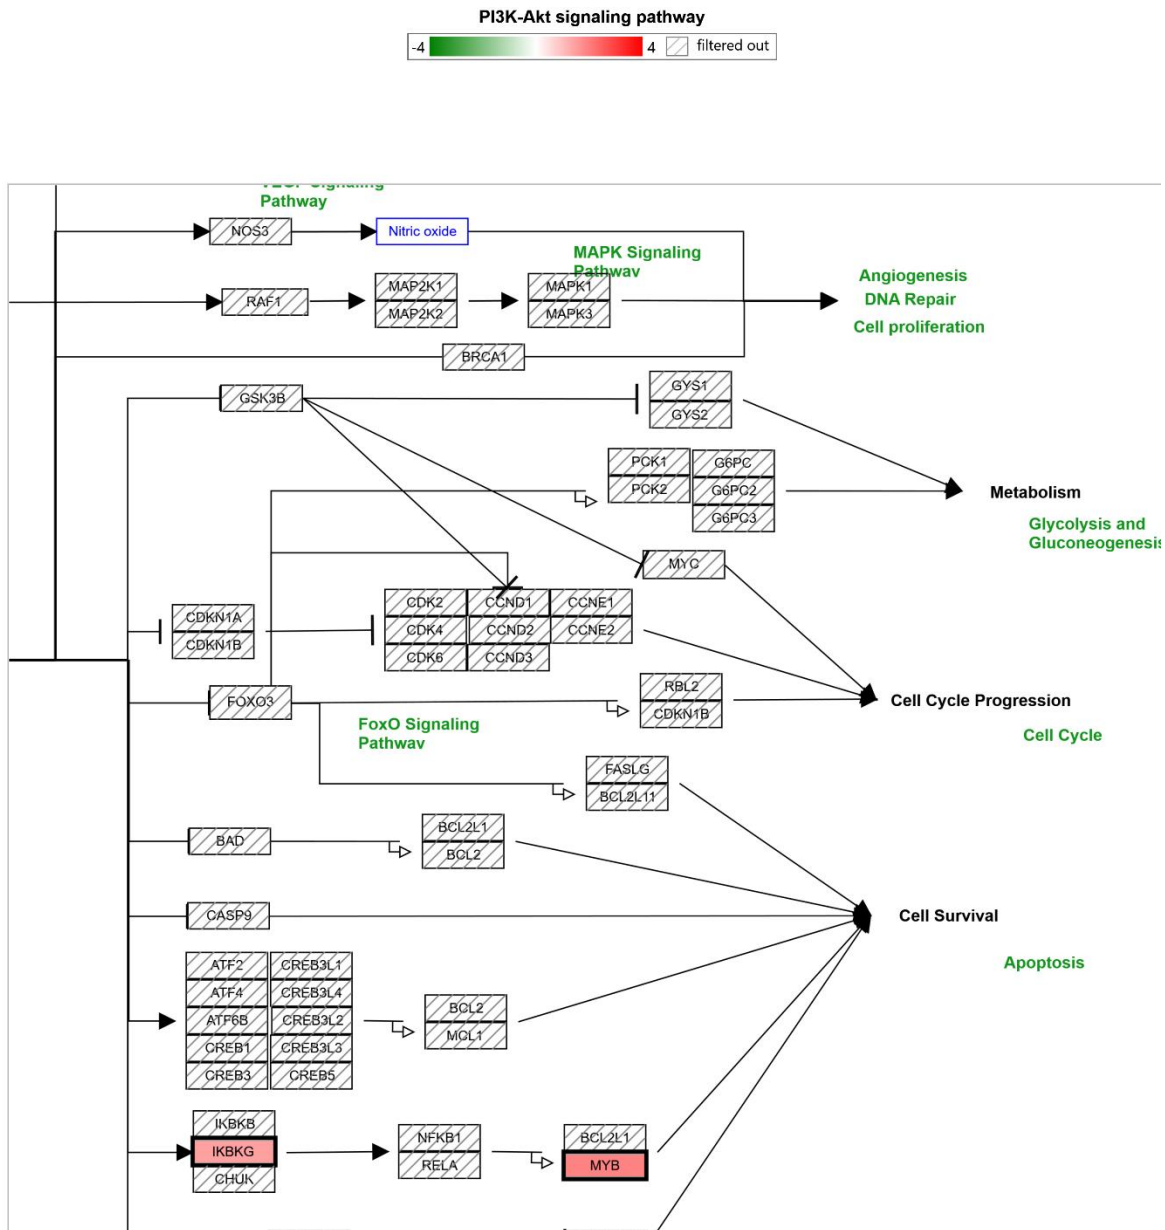 PI3K-Akt signaling pathway
-4
4
filtered out
Pathway
NOS3
Nitric oxide
MAPK Signaling
Pathway
RAF1
MAP2K1
MAP2K2
MAPK1
MAPK3
Angiogenesis
DNA Repair
Cell proliferation
BRCA1
GSK3B
GYS1
GYS2
PCK1
PCK2
G6PC
G6PC2
G6PC3
Metabolism
Glycolysis and
Gluconeogenesis
MYC
CDKN1A
CDKN1B
CDK2
CCND1
CCNE1
CDK4
CCND2
CCNE2
CDK6
CCND3
FOXO3
RBL2
CDKN1B
Cell Cycle Progression
Cell Cycle
FoxO Signaling
Pathway
FASLG
BCL2L11
BAD
BCL2L1
BCL2
CASP9
Cell Survival
Apoptosis
ATF2
CREB3L1
ATF4
CREB3L4
ATF6B
CREB3L2
CREB1
CREB3L3
CREB3
CREB5
BCL2
MCL1
IKBKB
IKBKG
CHUK
NFKB1
RELA
BCL2L1
MYB